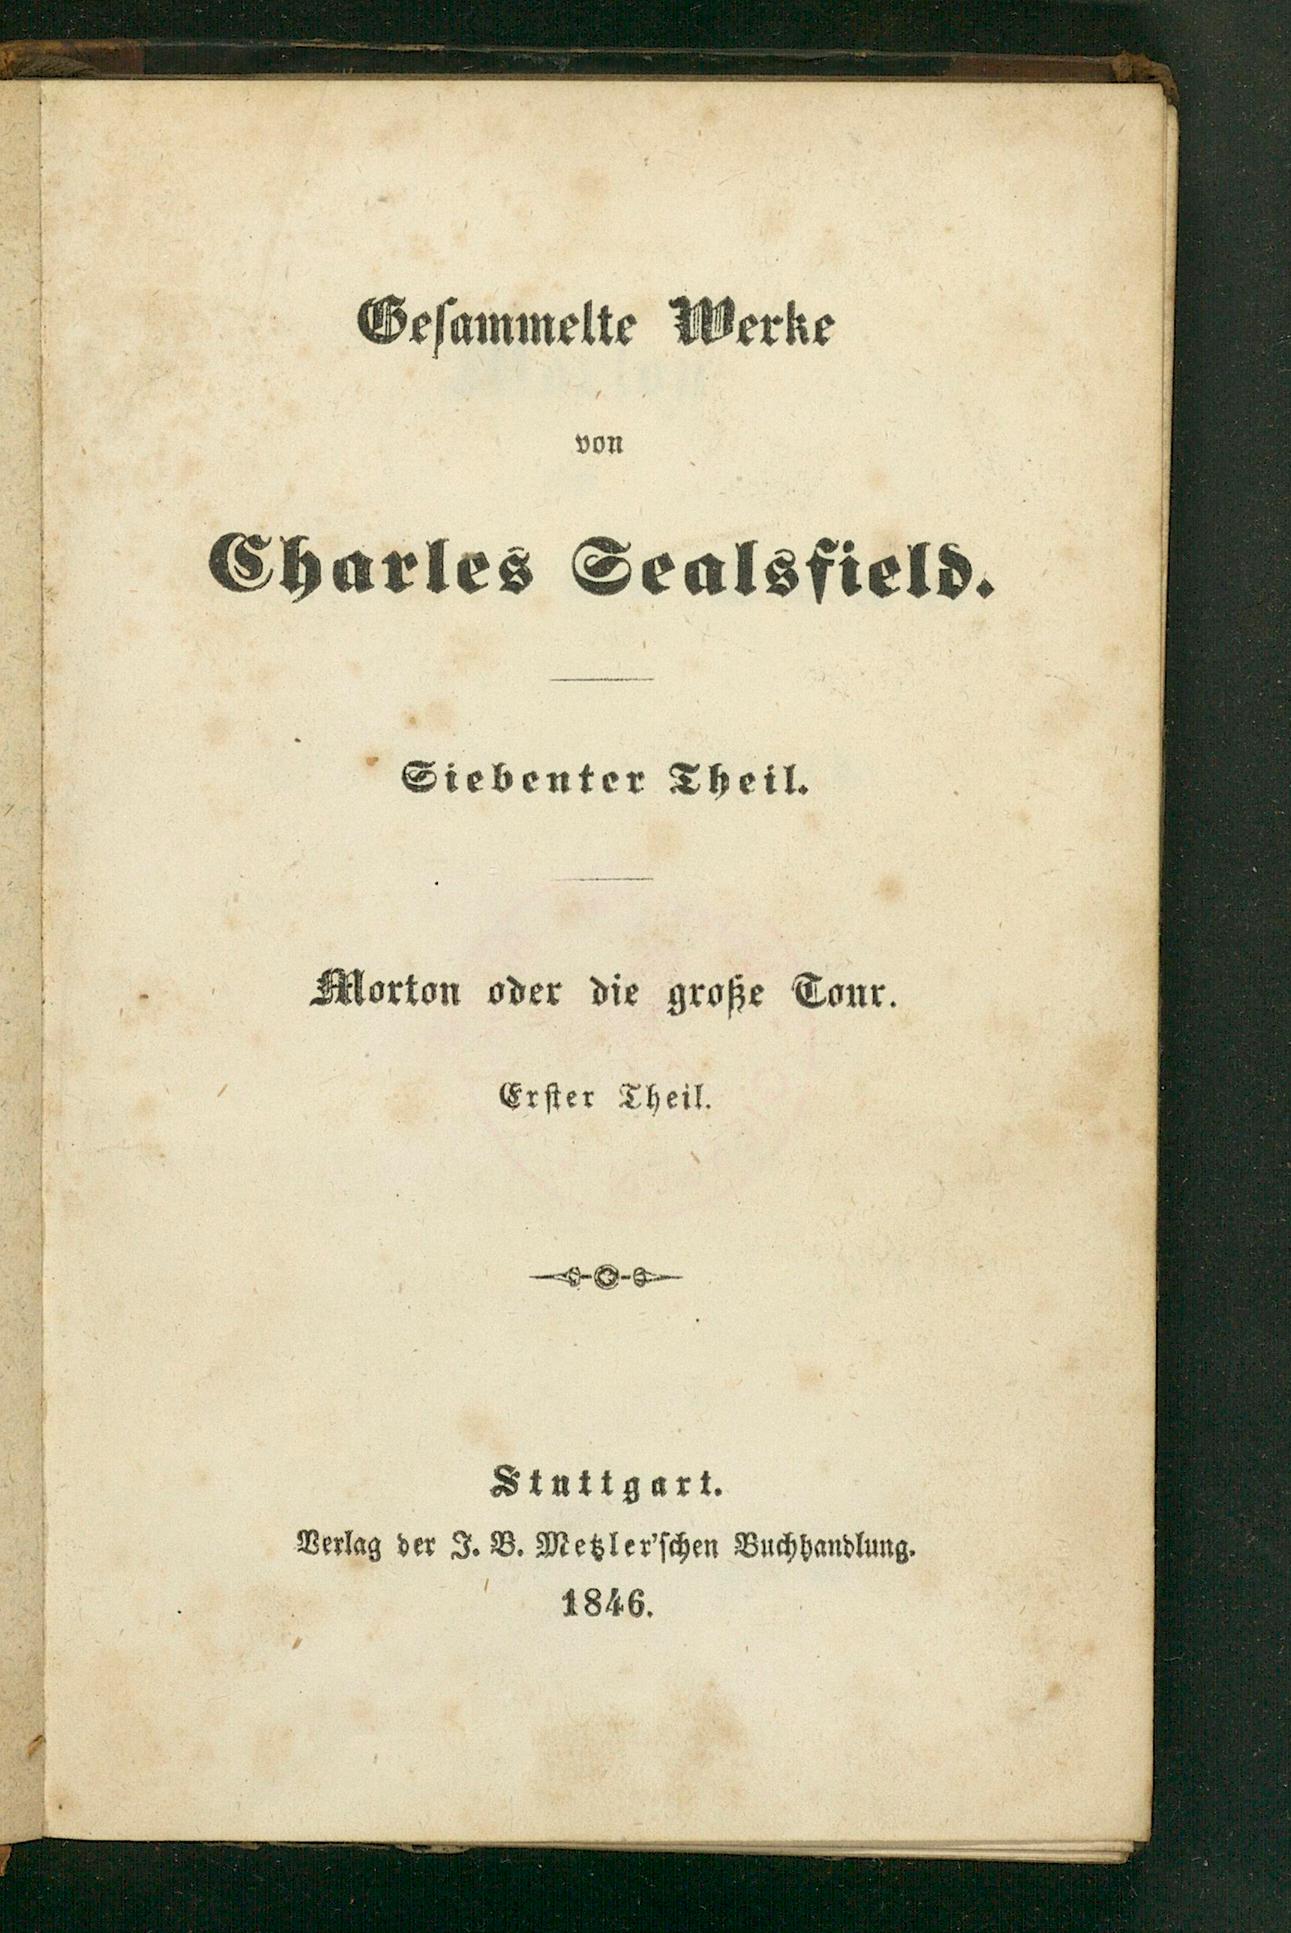 Geſammelte Werke
von
Charles Sealsfield.
Siebenter Theil.
Morton oder die große Tour.
Erſter Theil.
Stuttgart.
Verlag der J. B. Metzler'ſchen Buchhandlung.
1846.